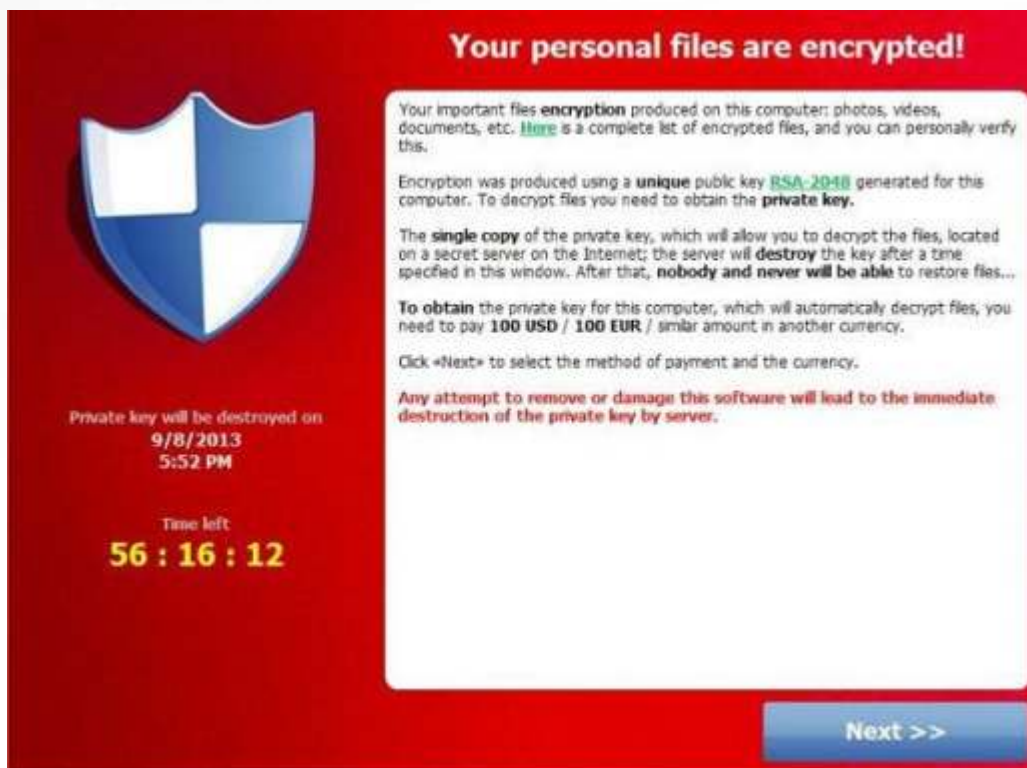 Your personal files are encrypted!
Your important files encryption produced on this computer: photos, videos,
documents, etc. Here is a complete list of encrypted files, and you can personally verify
this.
Encryption was produced using a unique public key RSA-2048 generated for this
computer. To decrypt files you need to obtain the private key.
The single copy of the private key, which will allow you to decrypt the files, located
on a secret server on the Internet; the server will destroy the key after a time
specified in this window. After that, nobody and never will be able to restore files...
To obtain the private key for this computer, which will automatically decrypt files, you
need to pay 100 USD / 100 EUR / similar amount in another currency.
Click «Next» to select the method of payment and the currency.
Any attempt to remove or damage this software will lead to the immediate
destruction of the private key by server.
Private key will be destroyed on
9/8/2013
5:52 PM
Time left
56 : 16 : 12
Next >>